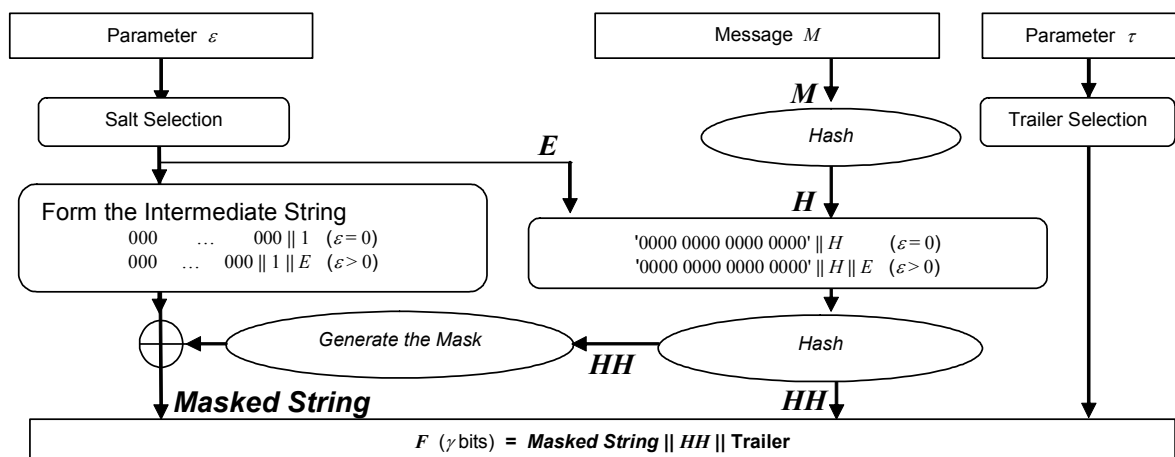 Parameter ε
Message M
Parameter τ
M
Salt Selection
Hash
Trailer Selection
E
H
Form the Intermediate String
000 … 000 || 1 (ε = 0)
000 … 000 || 1 || E (ε > 0)
'0000 0000 0000 0000' || H (ε = 0)
'0000 0000 0000 0000' || H || E (ε > 0)
Generate the Mask
Hash
HH
Masked String
HH
F (γ bits) = Masked String || HH || Trailer